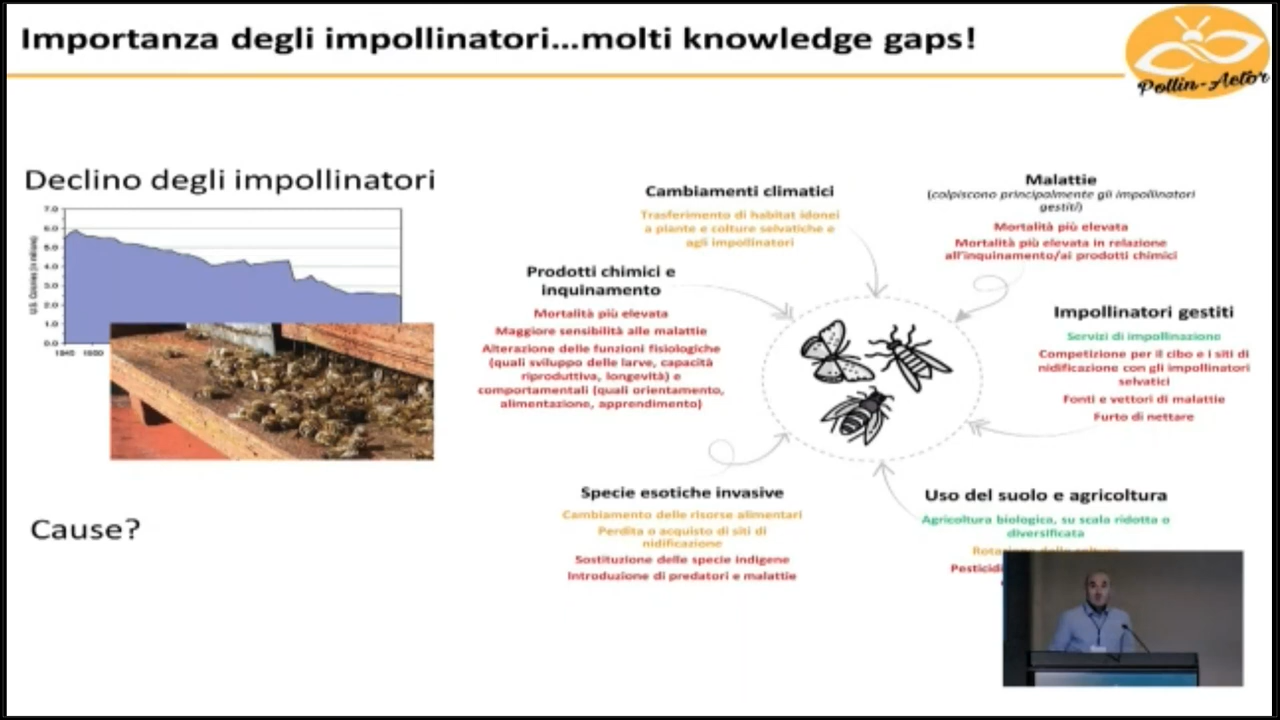 Importanza degli impollinatori...molti knowledge gaps!
Pollin-Actor
Declino degli impollinatori
7.0
6.0
5.0
4.0
3.0
2.0
1.0
0.0
U.S. Colonies (in millions)
Cause?
Cambiamenti climatici
Trasferimento di habitat idonei
a piante e colture selvatiche e
agli impollinatori
Malattie
(colpiscono principalmente gli impollinatori
gestiti)
Mortalità più elevata
Mortalità più elevata in relazione
all'inquinamento/ai prodotti chimici
Prodotti chimici e
inquinamento
Mortalità più elevata
Maggiore sensibilità alle malattie
Alterazione delle funzioni fisiologiche
(quali sviluppo delle larve, capacità
riproduttiva, longevità) e
comportamentali (quali orientamento,
alimentazione, apprendimento)
Impollinatori gestiti
Servizi di impollinazione
Competizione per il cibo e i siti di
nidificazione con gli impollinatori
selvatici
Fonti e vettori di malattie
Furto di nettare
Specie esotiche invasive
Cambiamento delle risorse alimentari
Perdita o acquisto di siti di
nidificazione
Sostituzione delle specie indigene
Introduzione di predatori e malattie
Uso del suolo e agricoltura
Agricoltura biologica, su scala ridotta o
diversificata